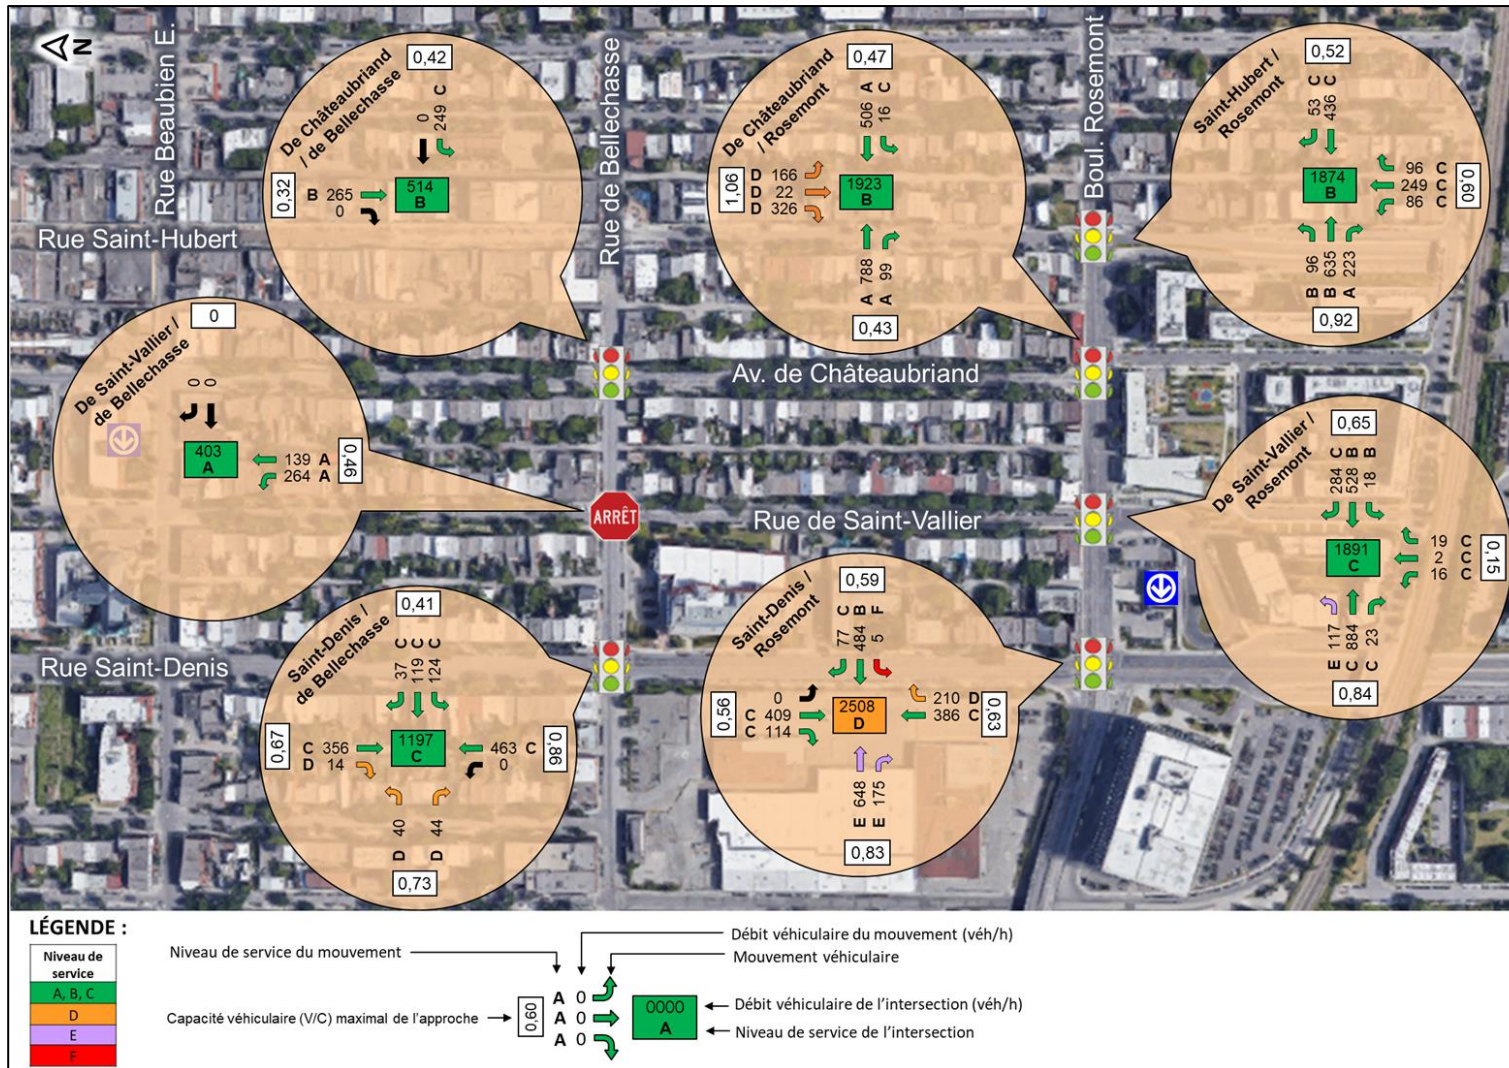 N
Rue Beaubien E.
Rue de Bellechasse
Boul. Rosemont
Rue Saint-Hubert
Av. de Châteaubriand
Rue de Saint-Vallier
Rue Saint-Denis
ARRÊT
De Châteaubriand
/ de Bellechasse
0,42
0
249 C
0,32
B 265
0
514
B
De Châteaubriand
/ Rosemont
0,47
506 A
16 C
1,06
D 166
D 22
D 326
1923
B
A 788
A 99
0,43
Saint-Hubert /
Rosemont
0,52
53 C
436 C
1874
B
96 C
249 C
86 C
0,60
B 96
B 635
A 223
0,92
De Saint-Vallier /
de Bellechasse
0
0
0
403
A
139 A
264 A
0,46
De Saint-Vallier /
Rosemont
0,65
284 C
528 B
18 B
1891
C
19 C
2 C
16 C
0,15
E 117
C 884
C 23
0,84
Saint-Denis /
de Bellechasse
0,41
37 C
119 C
124 C
0,67
C 356
D 14
1197
C
463 C
0
0,86
D 40
D 44
0,73
Saint-Denis /
Rosemont
0,59
77 C
484 B
5 F
0,56
0
C 409
C 114
2508
D
210 D
386 C
0,63
E 648
E 175
0,83
LÉGENDE :
Niveau de
service
A, B, C
D
E
F
Niveau de service du mouvement
Débit véhiculaire du mouvement (véh/h)
Mouvement véhiculaire
Capacité véhiculaire (V/C) maximal de l'approche
0,60
A 0
A 0
A 0
0000
A
Débit véhiculaire de l'intersection (véh/h)
Niveau de service de l'intersection